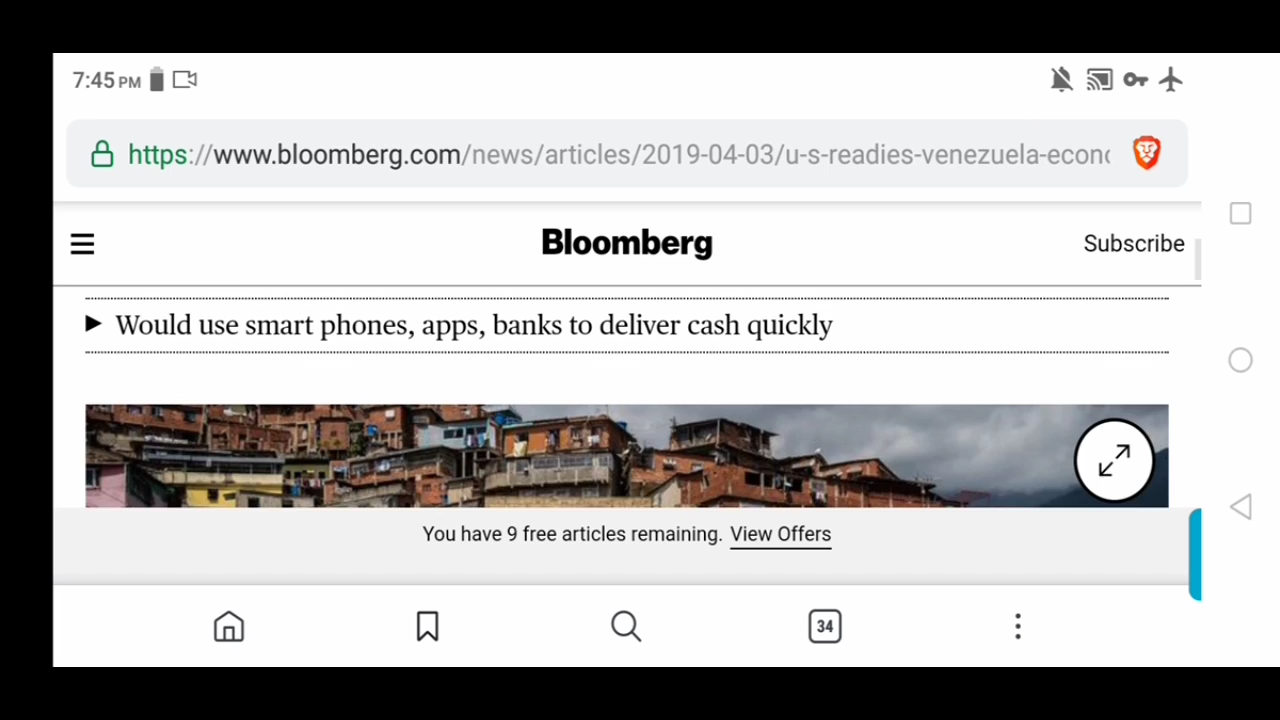 7:45 PM
https://www.bloomberg.com/news/articles/2019-04-03/u-s-readies-venezuela-econo
Bloomberg
Subscribe
Would use smart phones, apps, banks to deliver cash quickly
You have 9 free articles remaining. View Offers
34